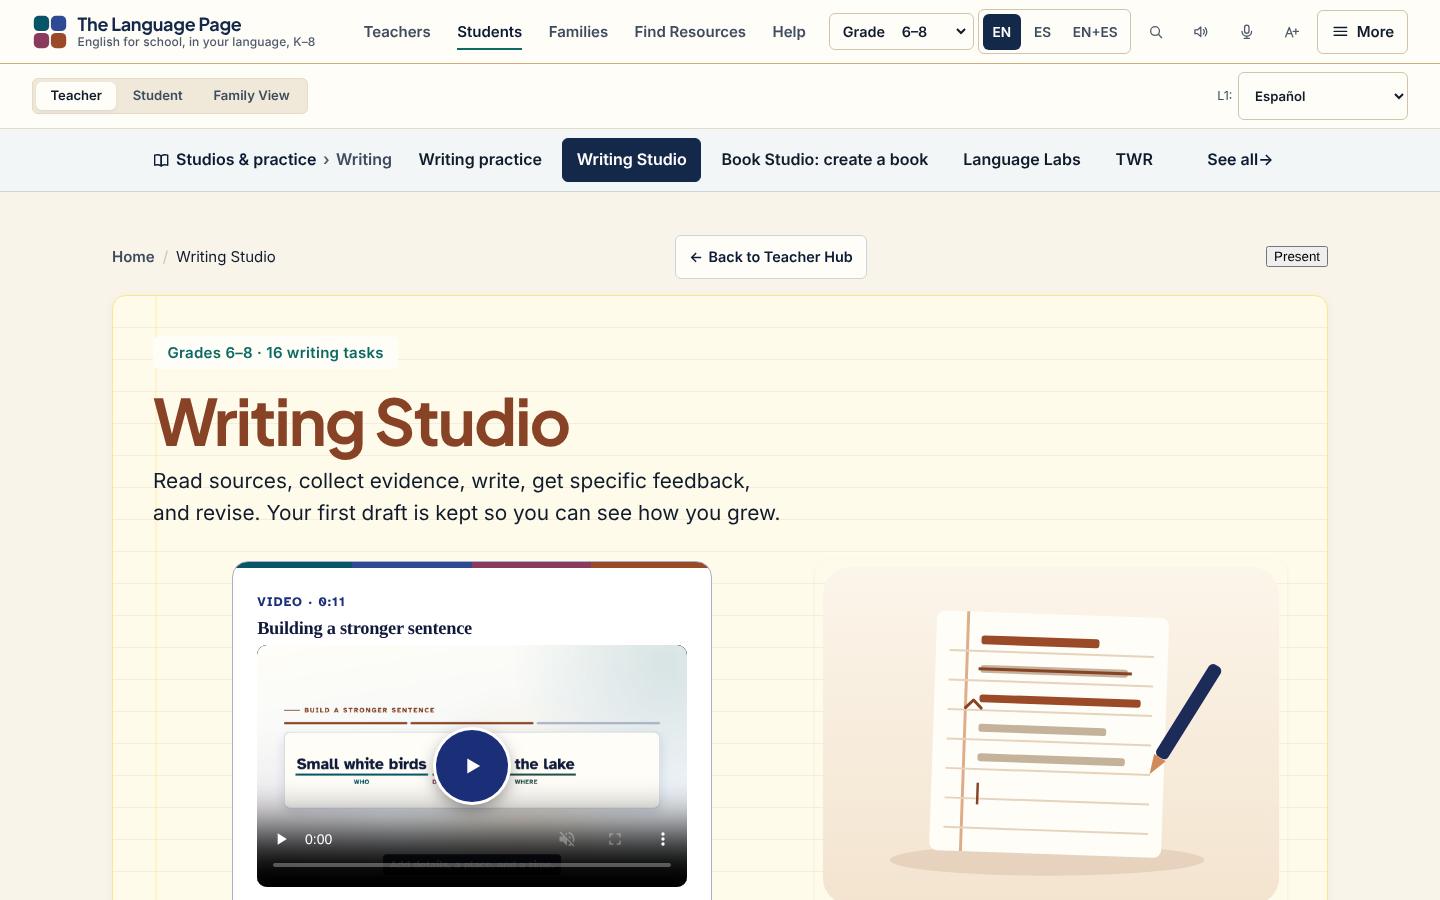 The Language Page
English for school, in your language, K–8
Teachers
Students
Families
Find Resources
Help
Grade 6–8
EN
ES
EN+ES
A+
More
Teacher
Student
Family View
L1:
Español
Studios & practice › Writing
Writing practice
Writing Studio
Book Studio: create a book
Language Labs
TWR
See all→
Home / Writing Studio
← Back to Teacher Hub
Present
Grades 6–8 · 16 writing tasks
Writing Studio
Read sources, collect evidence, write, get specific feedback,
and revise. Your first draft is kept so you can see how you grew.
VIDEO · 0:11
Building a stronger sentence
BUILD A STRONGER SENTENCE
Small white birds
the lake
WHO
WHERE
0:00
Add details, a place, and a time.